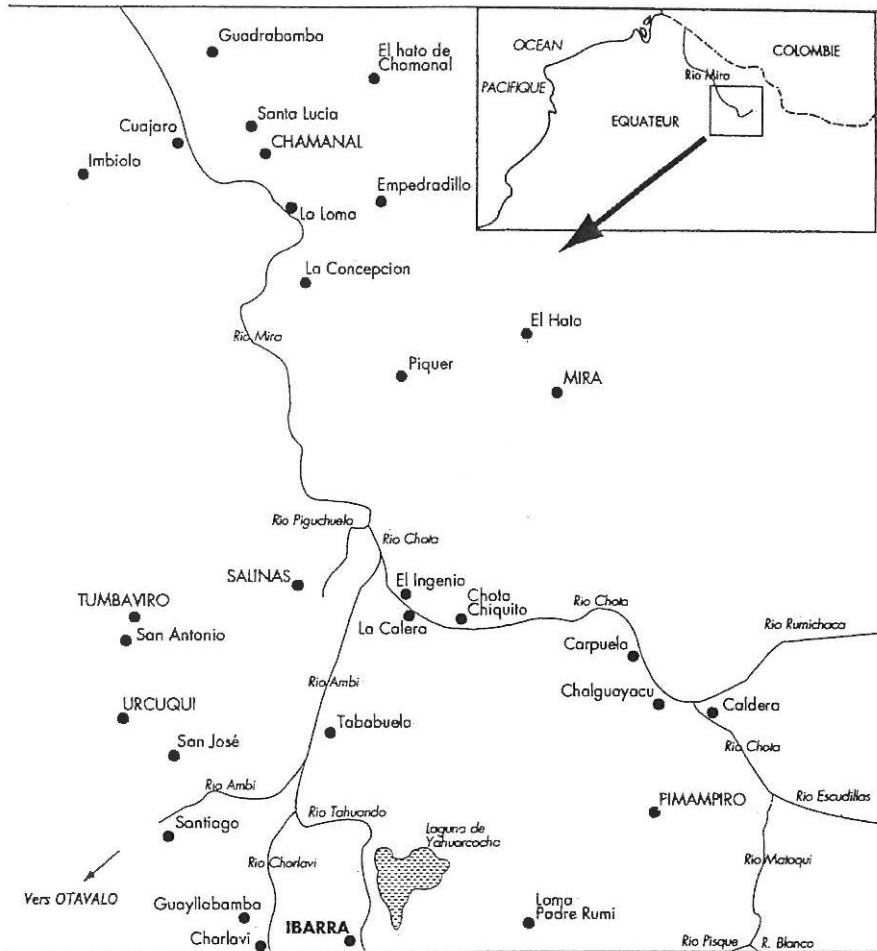 Guadrabamba
El hato de
Chamanal
Santa Lucia
Cuajaro
CHAMANAL
Imbiola
Empedradillo
La Loma
La Concepcion
OCEAN
PACIFIQUE
COLOMBIE
Rio Mira
EQUATEUR
Rio Mira
El Hato
Piquer
MIRA
Rio Piguchuela
Rio Chota
SALINAS
El Ingenio
Chota
Chiquito
Rio Chota
TUMBAVIRO
San Antonio
La Calera
Carpuela
Rio Rumichaca
Rio Ambi
Chalguayacu
Caldera
URCUQUI
Tababuela
San José
Rio Chota
Rio Ambi
Rio Escudillas
PIMAMPIRO
Rio Tahuando
Santiago
Laguna de
Yahuarcocha
Rio Chorlavi
Rio Mataqui
Vers OTAVALO
Guayllabamba
IBARRA
Loma
Padre Rumi
Charlavi
Rio Pisque
R. Blanco